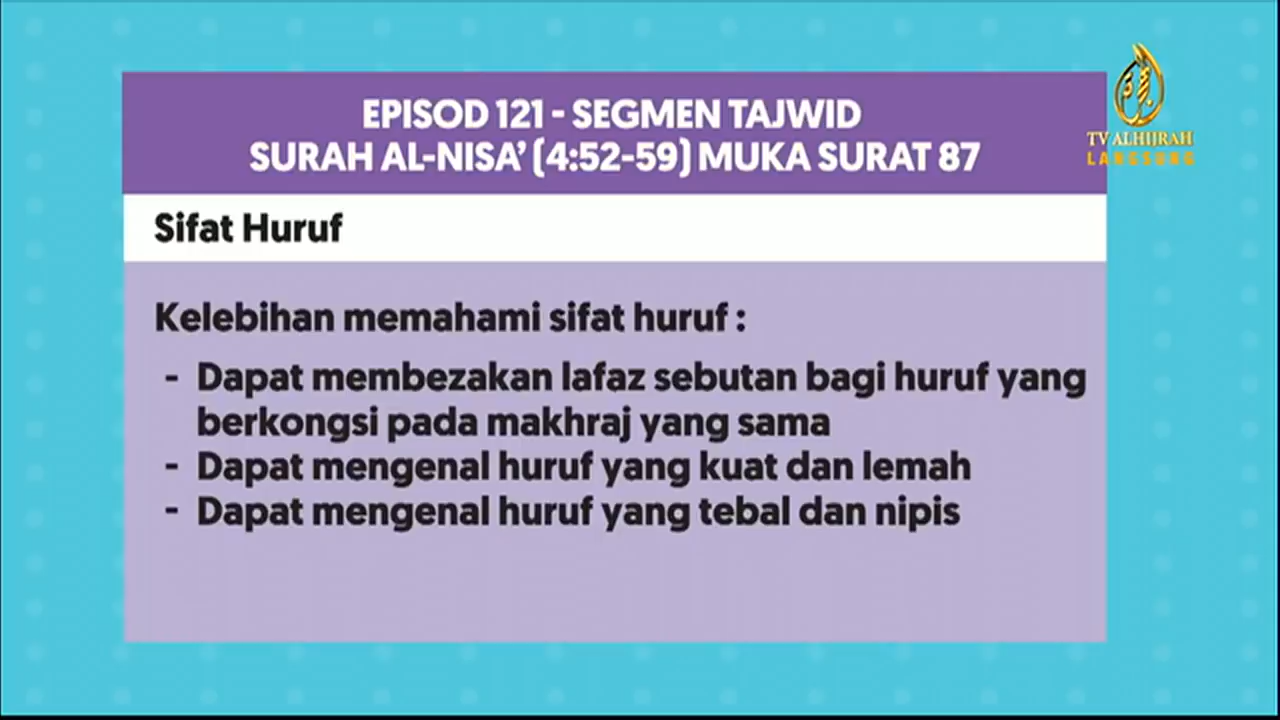 EPISOD 121 - SEGMEN TAJWID
SURAH AL-NISA’ (4:52-59) MUKA SURAT 87
TV ALHIJRAH
LANGSUNG
Sifat Huruf
Kelebihan memahami sifat huruf :
- Dapat membezakan lafaz sebutan bagi huruf yang
berkongsi pada makhraj yang sama
- Dapat mengenal huruf yang kuat dan lemah
- Dapat mengenal huruf yang tebal dan nipis